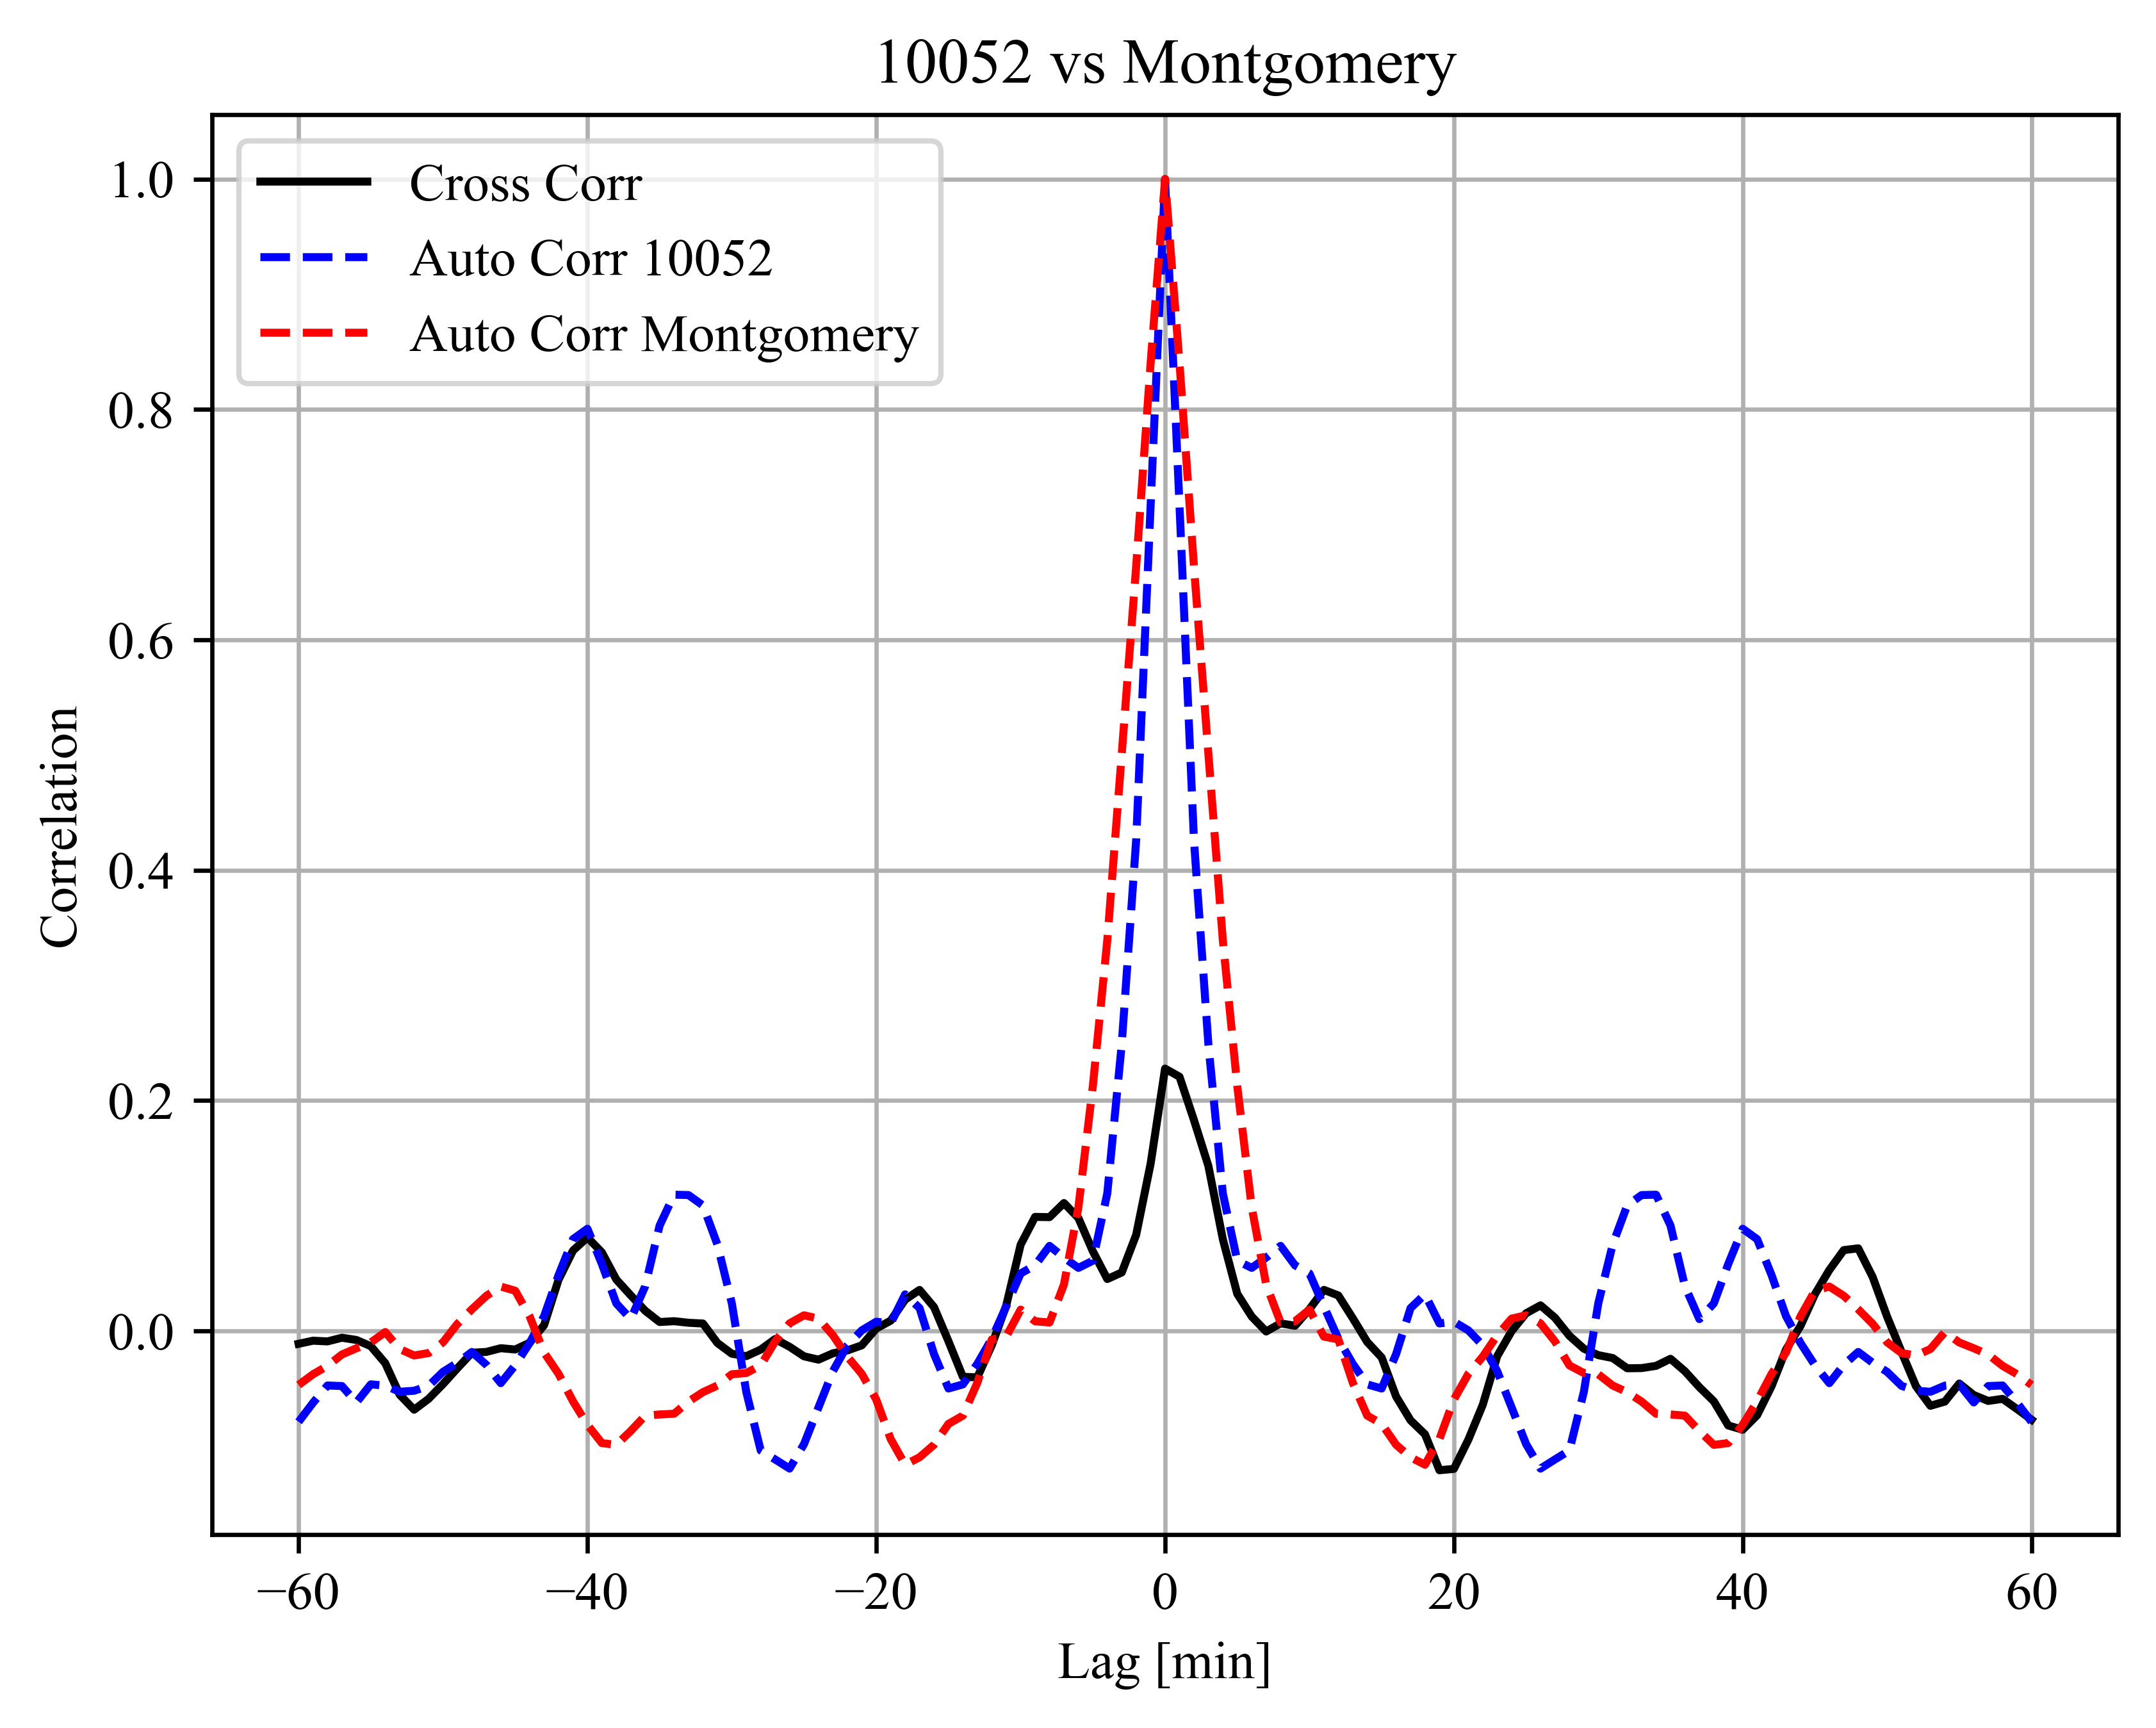 10052 vs Montgomery
Cross Corr
Auto Corr 10052
Auto Corr Montgomery
1.0
0.8
0.6
0.4
0.2
0.0
Correlation
−60 −40 −20 0 20 40 60
Lag [min]